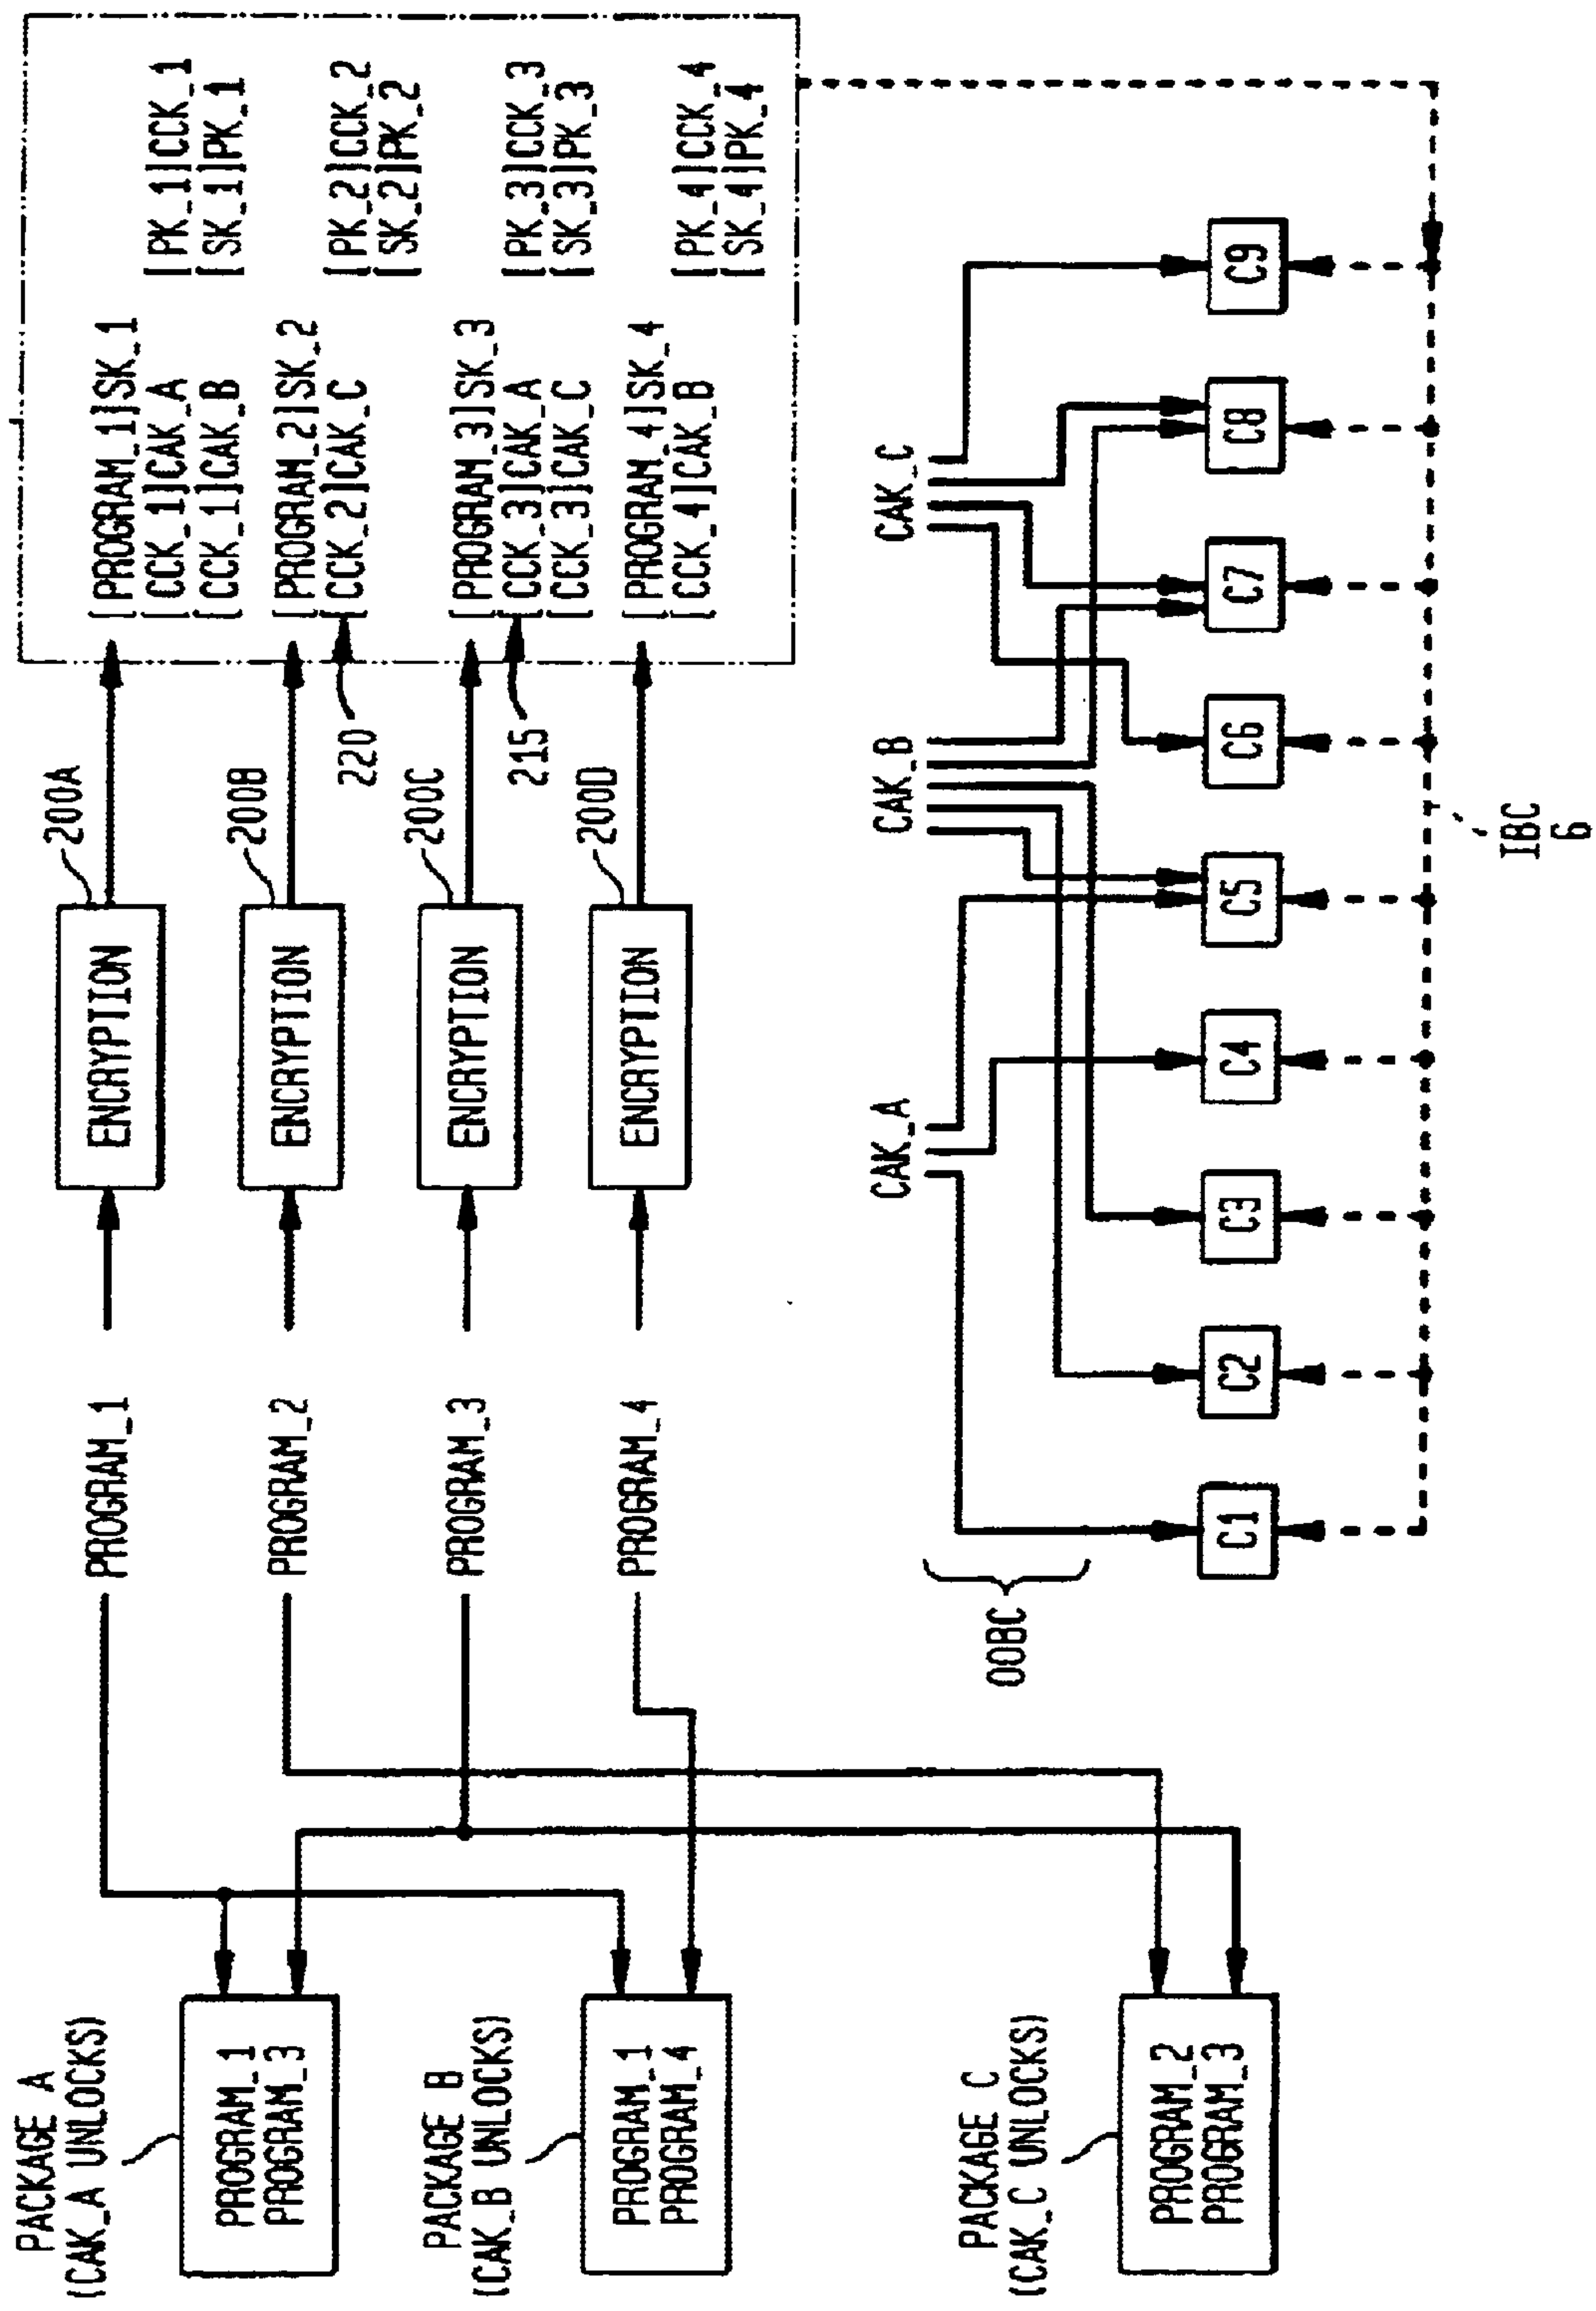 PACKAGE A
(CAK_A UNLOCKS)
PROGRAM_1
PROGRAM_3
PACKAGE B
(CAK_B UNLOCKS)
PROGRAM_1
PROGRAM_4
PACKAGE C
(CAK_C UNLOCKS)
PROGRAM_2
PROGRAM_3
PROGRAM_1
PROGRAM_2
PROGRAM_3
PROGRAM_4
ENCRYPTION
200A
ENCRYPTION
200B
ENCRYPTION
200C
ENCRYPTION
200D
220
215
[PROGRAM_1]SK_1
[CCK_1]CAK_A [PK_1]CCK_1
[CCK_1]CAK_B [SK_1]PK_1
[PROGRAM_2]SK_2
[CCK_2]CAK_C [PK_2]CCK_2
[SK_2]PK_2
[PROGRAM_3]SK_3
[CCK_3]CAK_A [PK_3]CCK_3
[CCK_3]CAK_C [SK_3]PK_3
[PROGRAM_4]SK_4
[CCK_4]CAK_B [PK_4]CCK_4
[SK_4]PK_4
CAK_A
CAK_B
CAK_C
OOBC
C1
C2
C3
C4
C5
C6
C7
C8
C9
IBC
6